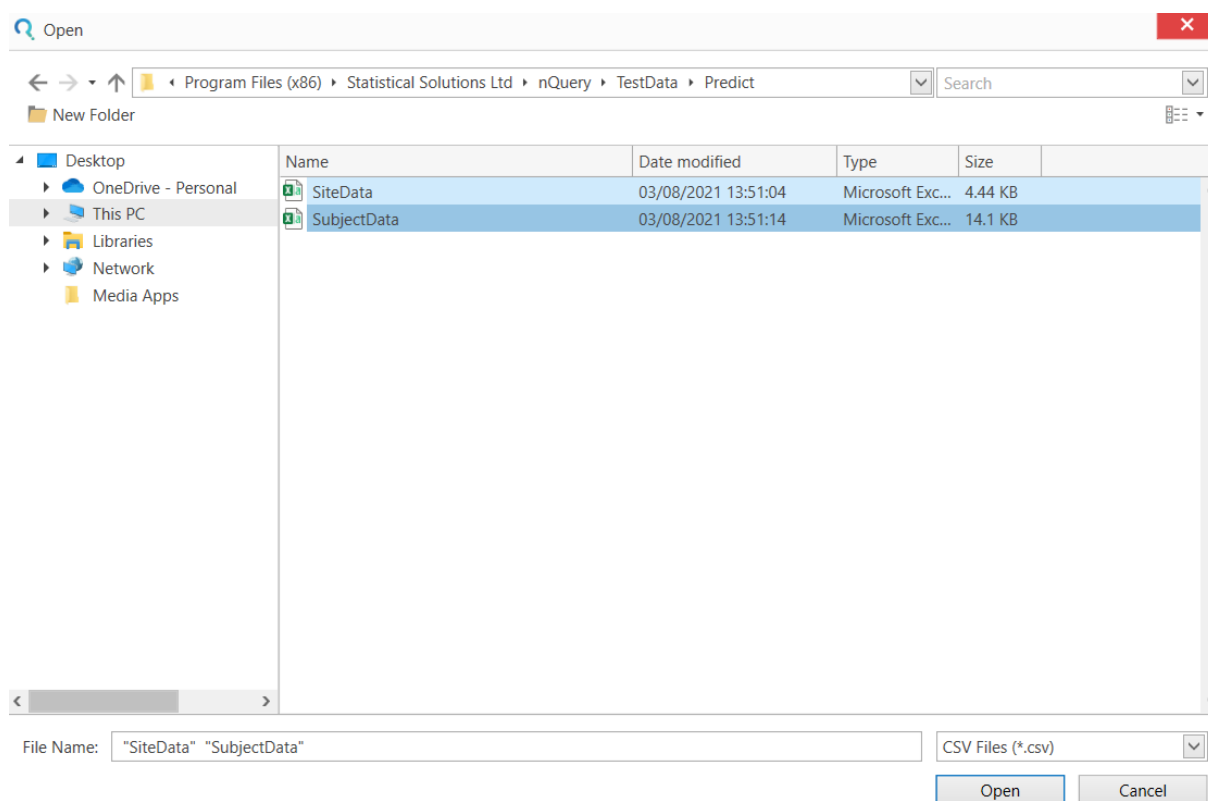 Open
Program Files (x86) Statistical Solutions Ltd nQuery TestData Predict Search
New Folder
Desktop
OneDrive - Personal
This PC
Libraries
Network
Media Apps
Name Date modified Type Size
SiteData 03/08/2021 13:51:04 Microsoft Exc... 4.44 KB
SubjectData 03/08/2021 13:51:14 Microsoft Exc... 14.1 KB
File Name: "SiteData" "SubjectData" CSV Files (*.csv)
Open Cancel